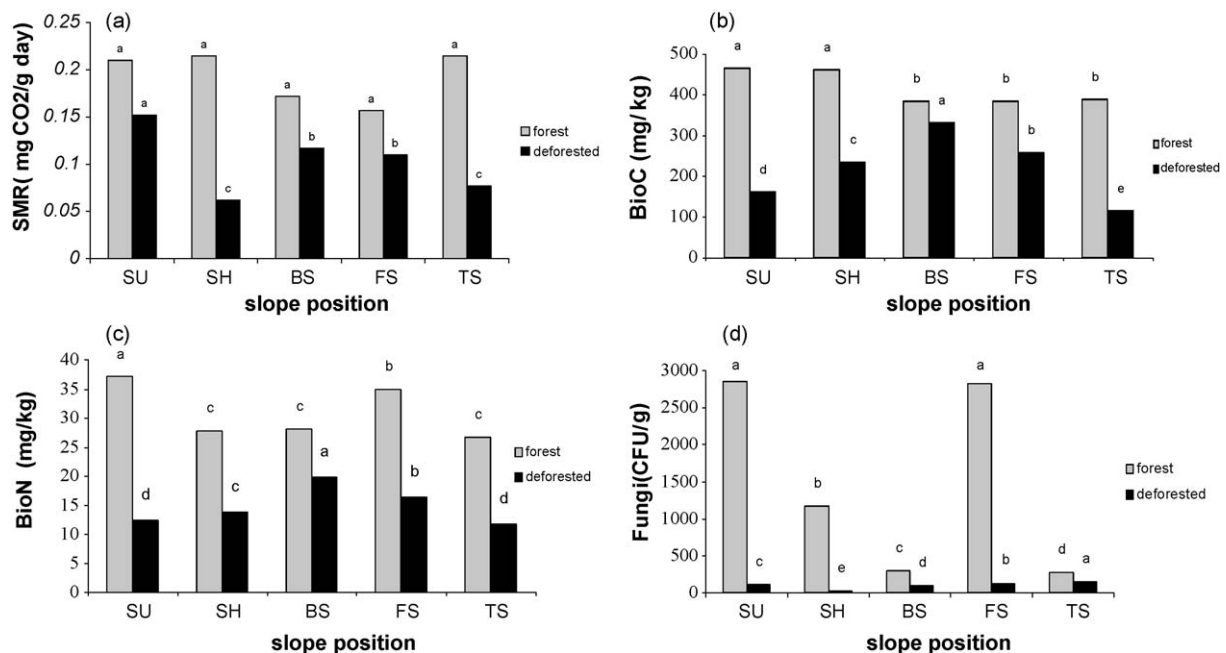 (a)
0.25
0.2
0.15
0.1
0.05
0
SMR( mg CO2/g day)
a a a a a
a c b b c
SU SH BS FS TS
slope position
forest
deforested
(b)
500
400
300
200
100
0
BioC (mg/ kg)
a a b b b
d c a b e
SU SH BS FS TS
slope position
forest
deforested
(c)
40
35
30
25
20
15
10
5
0
BioN (mg/kg)
a c c b c
d c a b d
SU SH BS FS TS
slope position
forest
deforested
(d)
3000
2500
2000
1500
1000
500
0
Fungi(CFU/g)
a b c a d
c e d b a
SU SH BS FS TS
slope position
forest
deforested